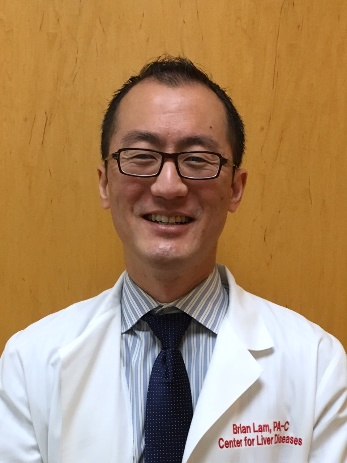 Brian Lam, PA-C
Center for Liver Diseases